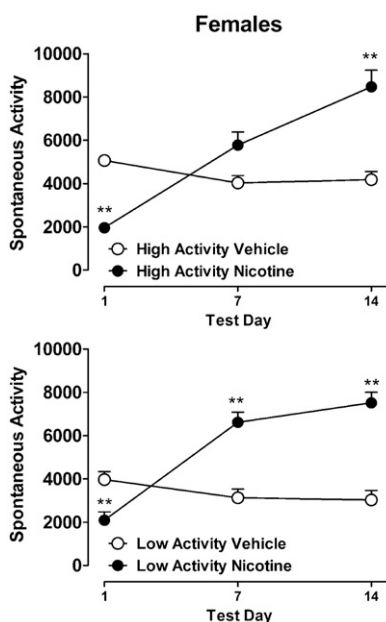 Females
10000
8000
6000
4000
2000
0
Spontaneous Activity
**
**
High Activity Vehicle
High Activity Nicotine
1
7
14
Test Day
10000
8000
6000
4000
2000
0
Spontaneous Activity
**
**
**
Low Activity Vehicle
Low Activity Nicotine
1
7
14
Test Day